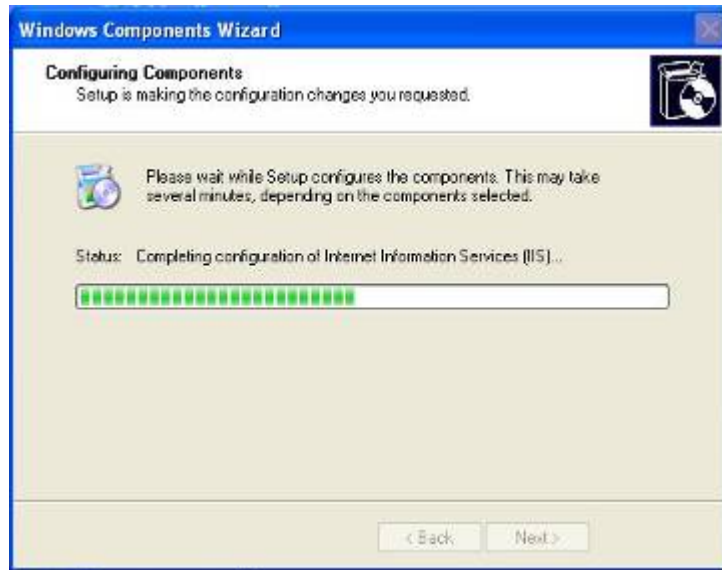 Windows Components Wizard
Configuring Components
Setup is making the configuration changes you requested.
Please wait while Setup configures the components. This may take
several minutes, depending on the components selected.
Status: Completing configuration of Internet Information Services (IIS)...
< Back Next >